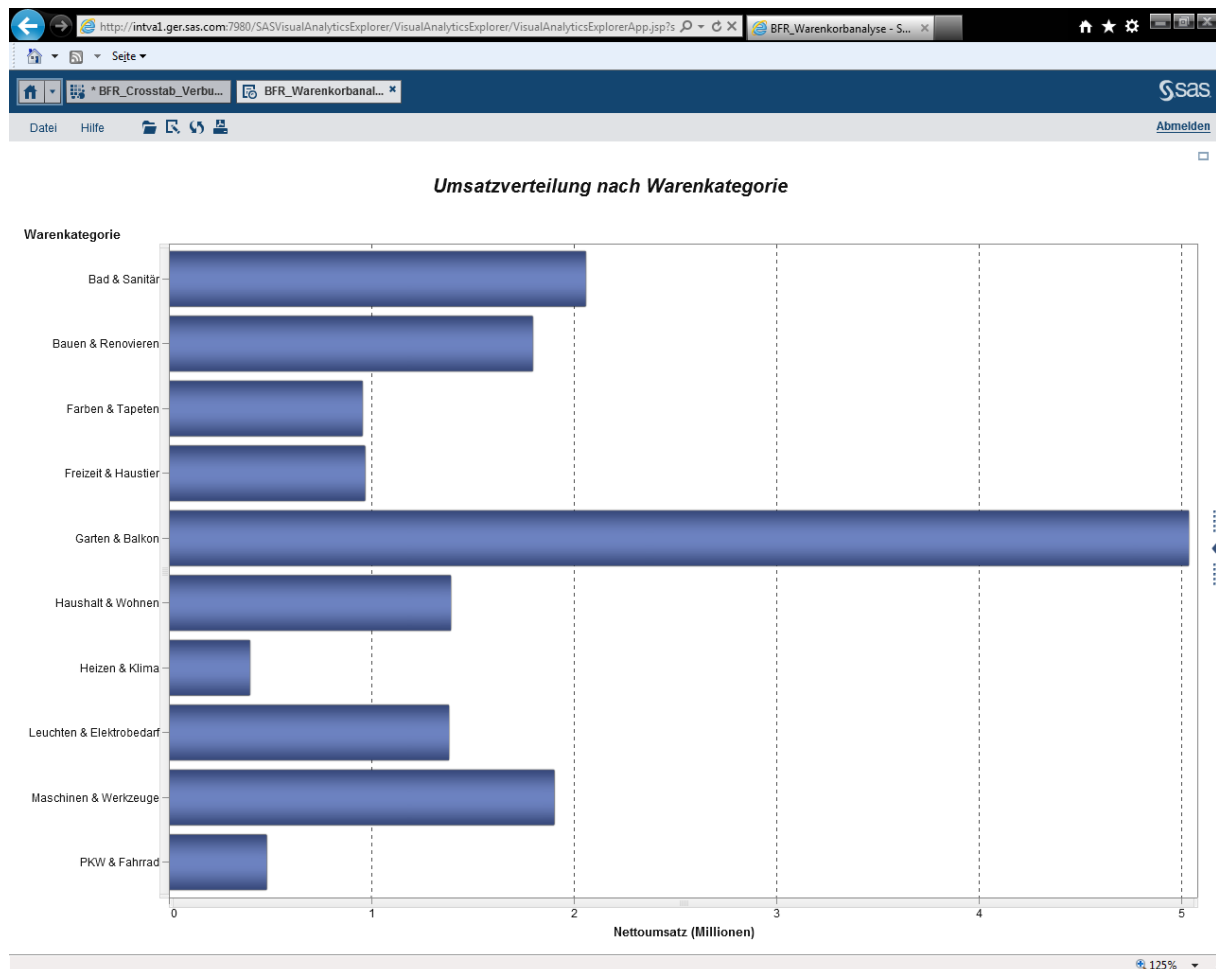 http://intva1.ger.sas.com:7980/SASVisualAnalyticsExplorer/VisualAnalyticsExplorer/VisualAnalyticsExplorerApp.jsp?s
BFR_Warenkorbanalyse - S...
Seite
* BFR_Crosstab_Verbu...
BFR_Warenkorbanal...
sas
Datei Hilfe
Abmelden
Umsatzverteilung nach Warenkategorie
Warenkategorie
Bad & Sanitär
Bauen & Renovieren
Farben & Tapeten
Freizeit & Haustier
Garten & Balkon
Haushalt & Wohnen
Heizen & Klima
Leuchten & Elektrobedarf
Maschinen & Werkzeuge
PKW & Fahrrad
0 1 2 3 4 5
Nettoumsatz (Millionen)
125%